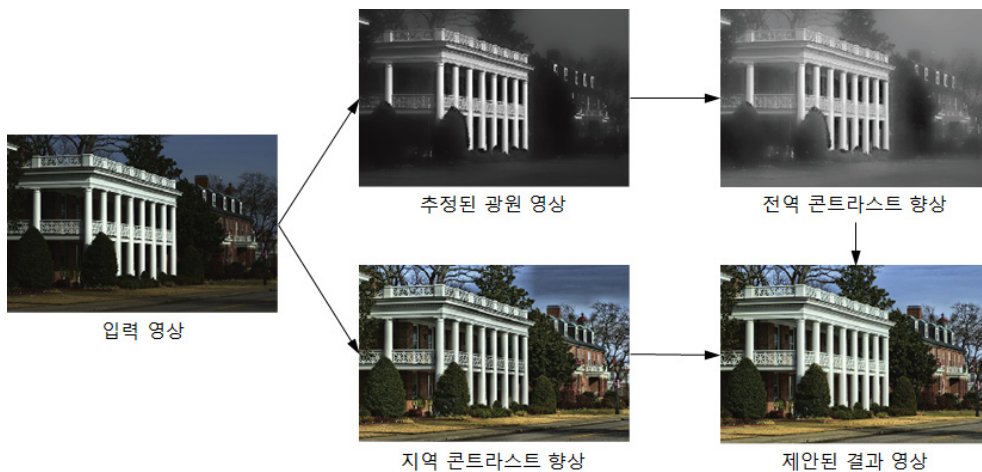 추정된 광원 영상
전역 콘트라스트 향상
입력 영상
지역 콘트라스트 향상
제안된 결과 영상